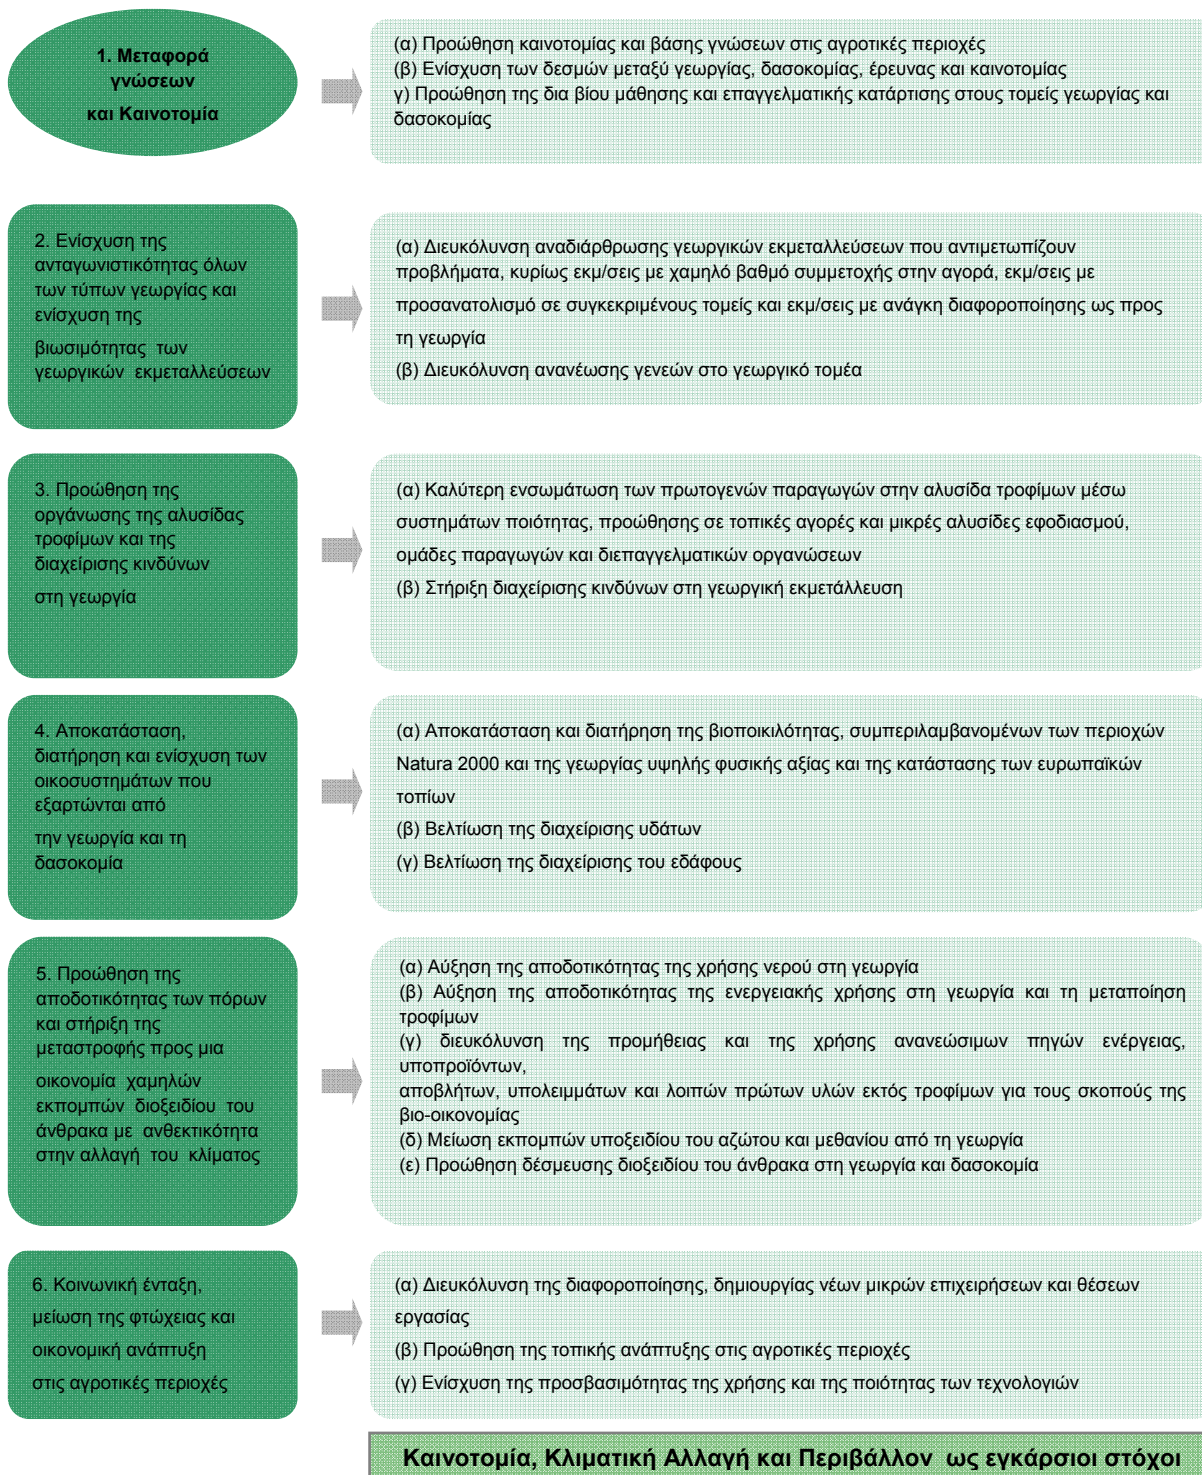 1. Μεταφορά
γνώσεων
και Καινοτομία
(α) Προώθηση καινοτομίας και βάσης γνώσεων στις αγροτικές περιοχές
(β) Ενίσχυση των δεσμών μεταξύ γεωργίας, δασοκομίας, έρευνας και καινοτομίας
γ) Προώθηση της δια βίου μάθησης και επαγγελματικής κατάρτισης στους τομείς γεωργίας και
δασοκομίας
2. Ενίσχυση της
ανταγωνιστικότητας όλων
των τύπων γεωργίας και
ενίσχυση της
βιωσιμότητας των
γεωργικών εκμεταλλεύσεων
(α) Διευκόλυνση αναδιάρθρωσης γεωργικών εκμεταλλεύσεων που αντιμετωπίζουν
προβλήματα, κυρίως εκμ/σεις με χαμηλό βαθμό συμμετοχής στην αγορά, εκμ/σεις με
προσανατολισμό σε συγκεκριμένους τομείς και εκμ/σεις με ανάγκη διαφοροποίησης ως προς
τη γεωργία
(β) Διευκόλυνση ανανέωσης γενεών στο γεωργικό τομέα
3. Προώθηση της
οργάνωσης της αλυσίδας
τροφίμων και της
διαχείρισης κινδύνων
στη γεωργία
(α) Καλύτερη ενσωμάτωση των πρωτογενών παραγωγών στην αλυσίδα τροφίμων μέσω
συστημάτων ποιότητας, προώθησης σε τοπικές αγορές και μικρές αλυσίδες εφοδιασμού,
ομάδες παραγωγών και διεπαγγελματικών οργανώσεων
(β) Στήριξη διαχείρισης κινδύνων στη γεωργική εκμετάλλευση
4. Αποκατάσταση,
διατήρηση και ενίσχυση των
οικοσυστημάτων που
εξαρτώνται από
την γεωργία και τη
δασοκομία
(α) Αποκατάσταση και διατήρηση της βιοποικιλότητας, συμπεριλαμβανομένων των περιοχών
Natura 2000 και της γεωργίας υψηλής φυσικής αξίας και της κατάστασης των ευρωπαϊκών
τοπίων
(β) Βελτίωση της διαχείρισης υδάτων
(γ) Βελτίωση της διαχείρισης του εδάφους
5. Προώθηση της
αποδοτικότητας των πόρων
και στήριξη της
μεταστροφής προς μια
οικονομία χαμηλών
εκπομπών διοξειδίου του
άνθρακα με ανθεκτικότητα
στην αλλαγή του κλίματος
(α) Αύξηση της αποδοτικότητας της χρήσης νερού στη γεωργία
(β) Αύξηση της αποδοτικότητας της ενεργειακής χρήσης στη γεωργία και τη μεταποίηση
τροφίμων
(γ) διευκόλυνση της προμήθειας και της χρήσης ανανεώσιμων πηγών ενέργειας,
υποπροϊόντων,
αποβλήτων, υπολειμμάτων και λοιπών πρώτων υλών εκτός τροφίμων για τους σκοπούς της
βιο-οικονομίας
(δ) Μείωση εκπομπών υποξειδίου του αζώτου και μεθανίου από τη γεωργία
(ε) Προώθηση δέσμευσης διοξειδίου του άνθρακα στη γεωργία και δασοκομία
6. Κοινωνική ένταξη,
μείωση της φτώχειας και
οικονομική ανάπτυξη
στις αγροτικές περιοχές
(α) Διευκόλυνση της διαφοροποίησης, δημιουργίας νέων μικρών επιχειρήσεων και θέσεων
εργασίας
(β) Προώθηση της τοπικής ανάπτυξης στις αγροτικές περιοχές
(γ) Ενίσχυση της προσβασιμότητας της χρήσης και της ποιότητας των τεχνολογιών
Καινοτομία, Κλιματική Αλλαγή και Περιβάλλον ως εγκάρσιοι στόχοι